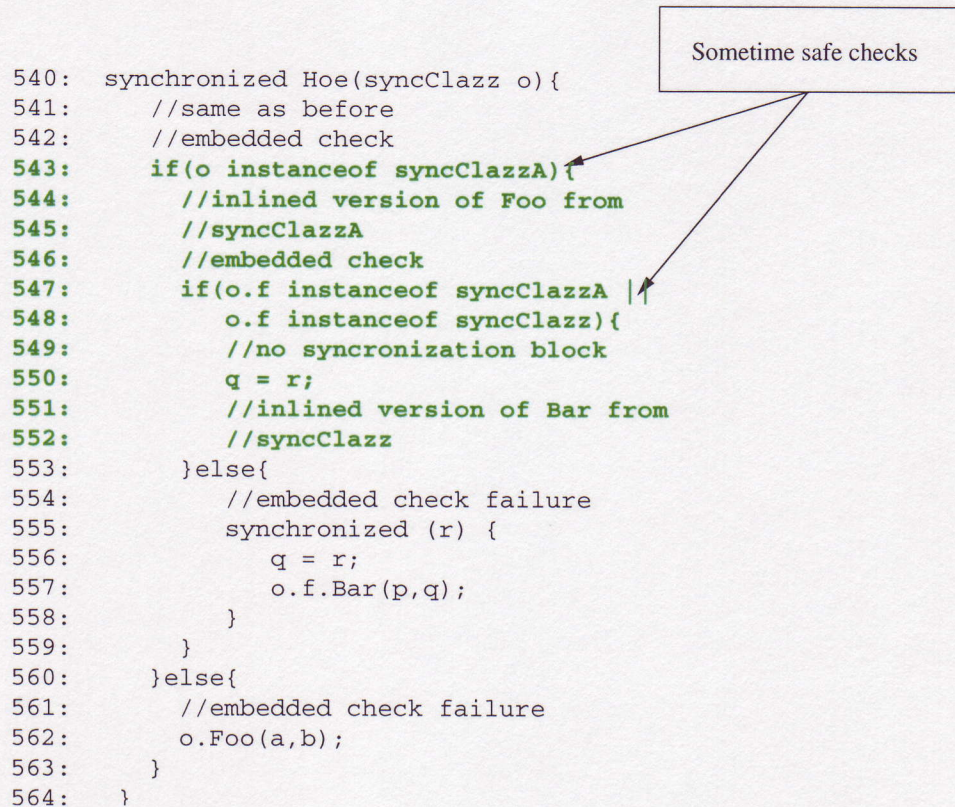 Sometime safe checks
540:  synchronized Hoe(syncClazz o){
541:     //same as before
542:     //embedded check
543:     if(o instanceof syncClazzA){
544:       //inlined version of Foo from
545:       //syncClazzA
546:       //embedded check
547:       if(o.f instanceof syncClazzA ||
548:          o.f instanceof syncClazz){
549:          //no syncronization block
550:          q = r;
551:          //inlined version of Bar from
552:          //syncClazz
553:       }else{
554:          //embedded check failure
555:          synchronized (r) {
556:             q = r;
557:             o.f.Bar(p,q);
558:          }
559:       }
560:     }else{
561:       //embedded check failure
562:       o.Foo(a,b);
563:     }
564:   }